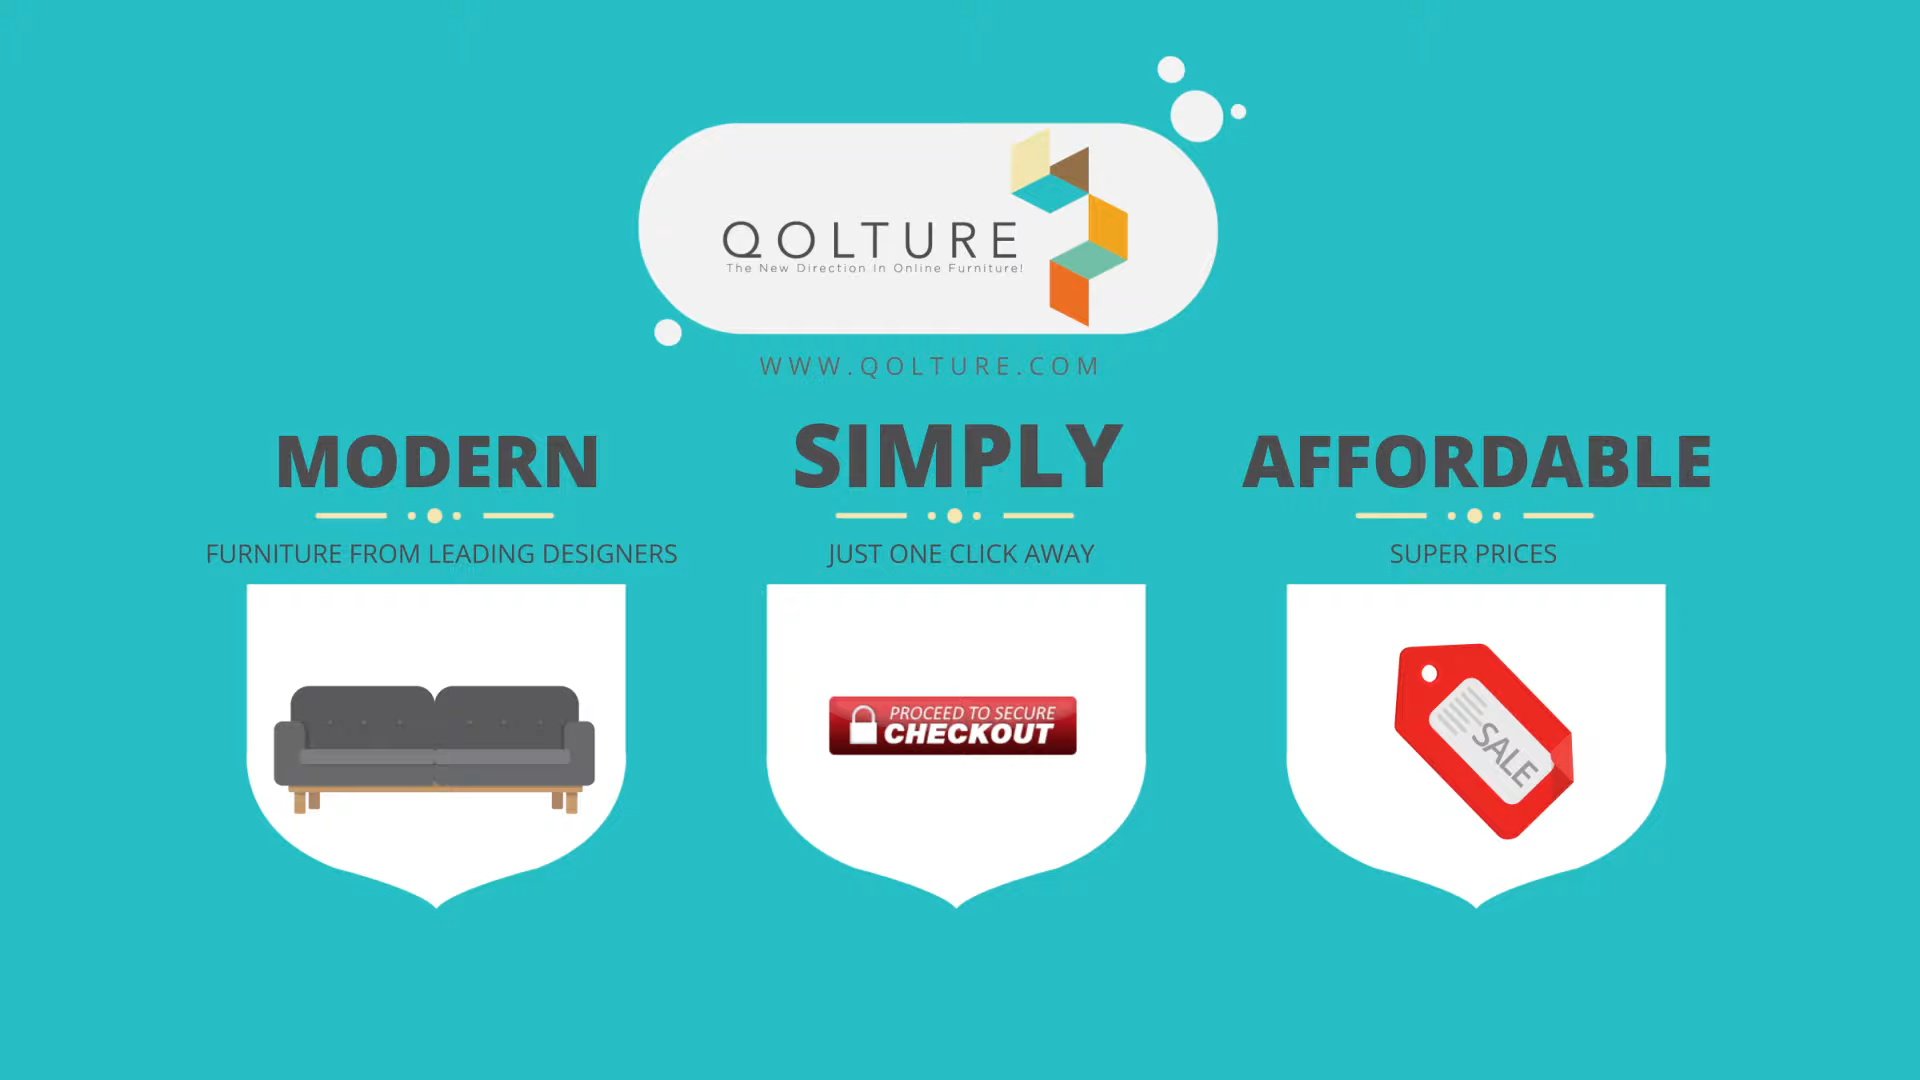 QOLTURE
The New Direction In Online Furniture!
WWW.QOLTURE.COM
MODERN
FURNITURE FROM LEADING DESIGNERS
SIMPLY
JUST ONE CLICK AWAY
AFFORDABLE
SUPER PRICES
PROCEED TO SECURE
CHECKOUT
SALE